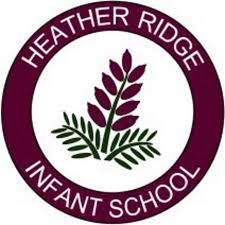 HEATHER RIDGE
INFANT SCHOOL